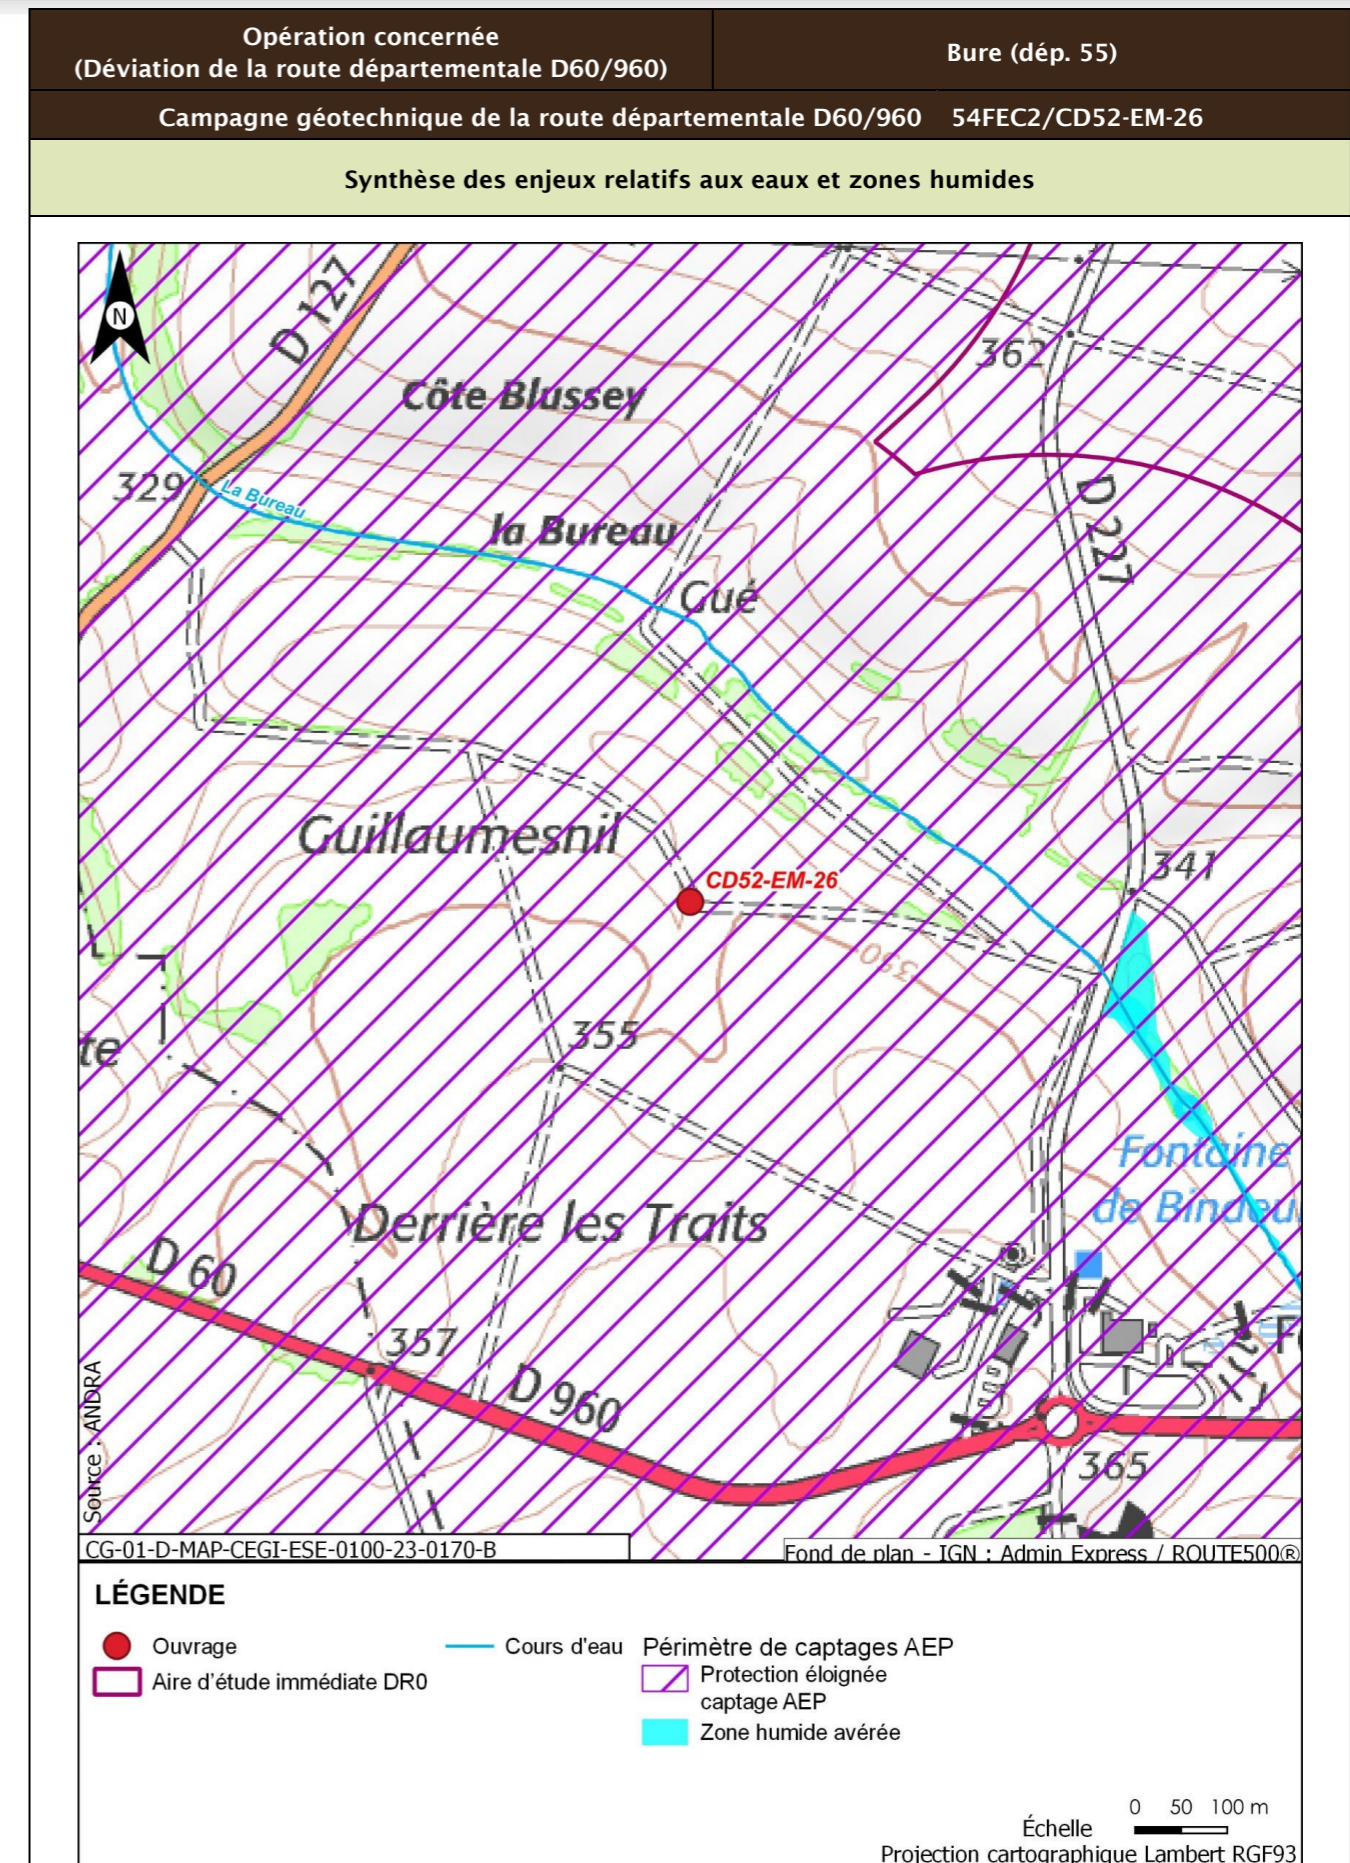 Opération concernée
(Déviation de la route départementale D60/960)
Bure (dép. 55)
Campagne géotechnique de la route départementale D60/960 54FEC2/CD52-EM-26
Synthèse des enjeux relatifs aux eaux et zones humides
N
D 127
362
Côte Blussey
329
La Bureau
la Bureau
D 227
Gué
Guillaumesnil
341
CD52-EM-26
390
355
te
Fontaine
de Bindeu
Derrière les Traits
D 60
357
D 960
F
365
Source : ANDRA
CG-01-D-MAP-CEGI-ESE-0100-23-0170-B
Fond de plan - IGN : Admin Express / ROUTE500®
LÉGENDE
Ouvrage
Cours d'eau
Périmètre de captages AEP
Aire d'étude immédiate DR0
Protection éloignée
captage AEP
Zone humide avérée
0 50 100 m
Échelle
Projection cartographique Lambert RGF93